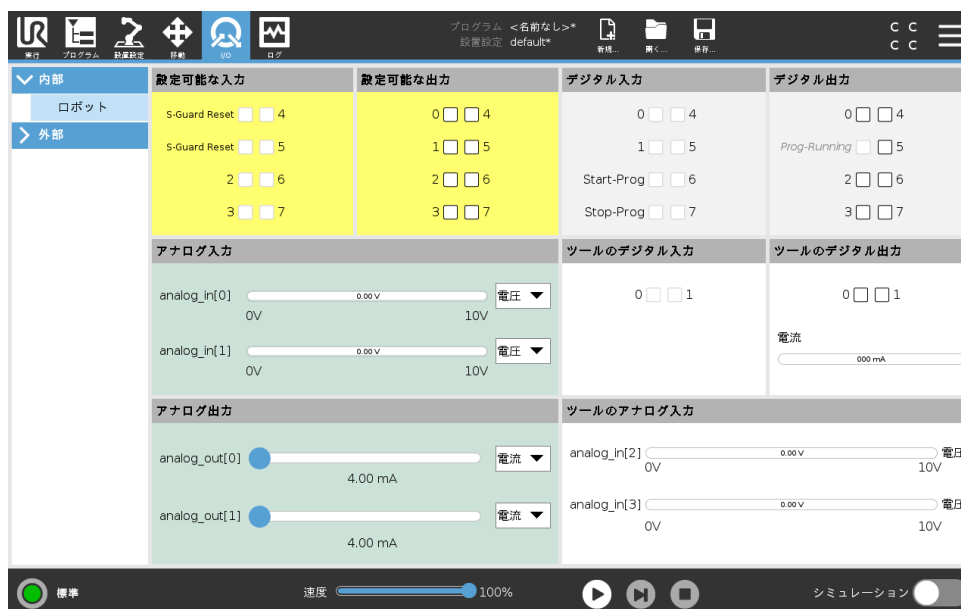 UR
プログラム <名前なし>*
設置設定 default*
C C
C C
実行 プログラム 設置設定 移動 I/O ログ 新規... 開く... 保存...
内部
ロボット
外部
設定可能な入力
S-Guard Reset 4
S-Guard Reset 5
2 6
3 7
設定可能な出力
0 4
1 5
2 6
3 7
デジタル入力
0 4
1 5
Start-Prog 6
Stop-Prog 7
デジタル出力
0 4
Prog-Running 5
2 6
3 7
アナログ入力
analog_in[0] 0.00 V 電圧
0V 10V
analog_in[1] 0.00 V 電圧
0V 10V
ツールのデジタル入力
0 1
ツールのデジタル出力
0 1
電流
000 mA
アナログ出力
analog_out[0] 電流
4.00 mA
analog_out[1] 電流
4.00 mA
ツールのアナログ入力
analog_in[2] 0.00 V 電圧
0V 10V
analog_in[3] 0.00 V 電圧
0V 10V
標準 速度 100% シミュレーション